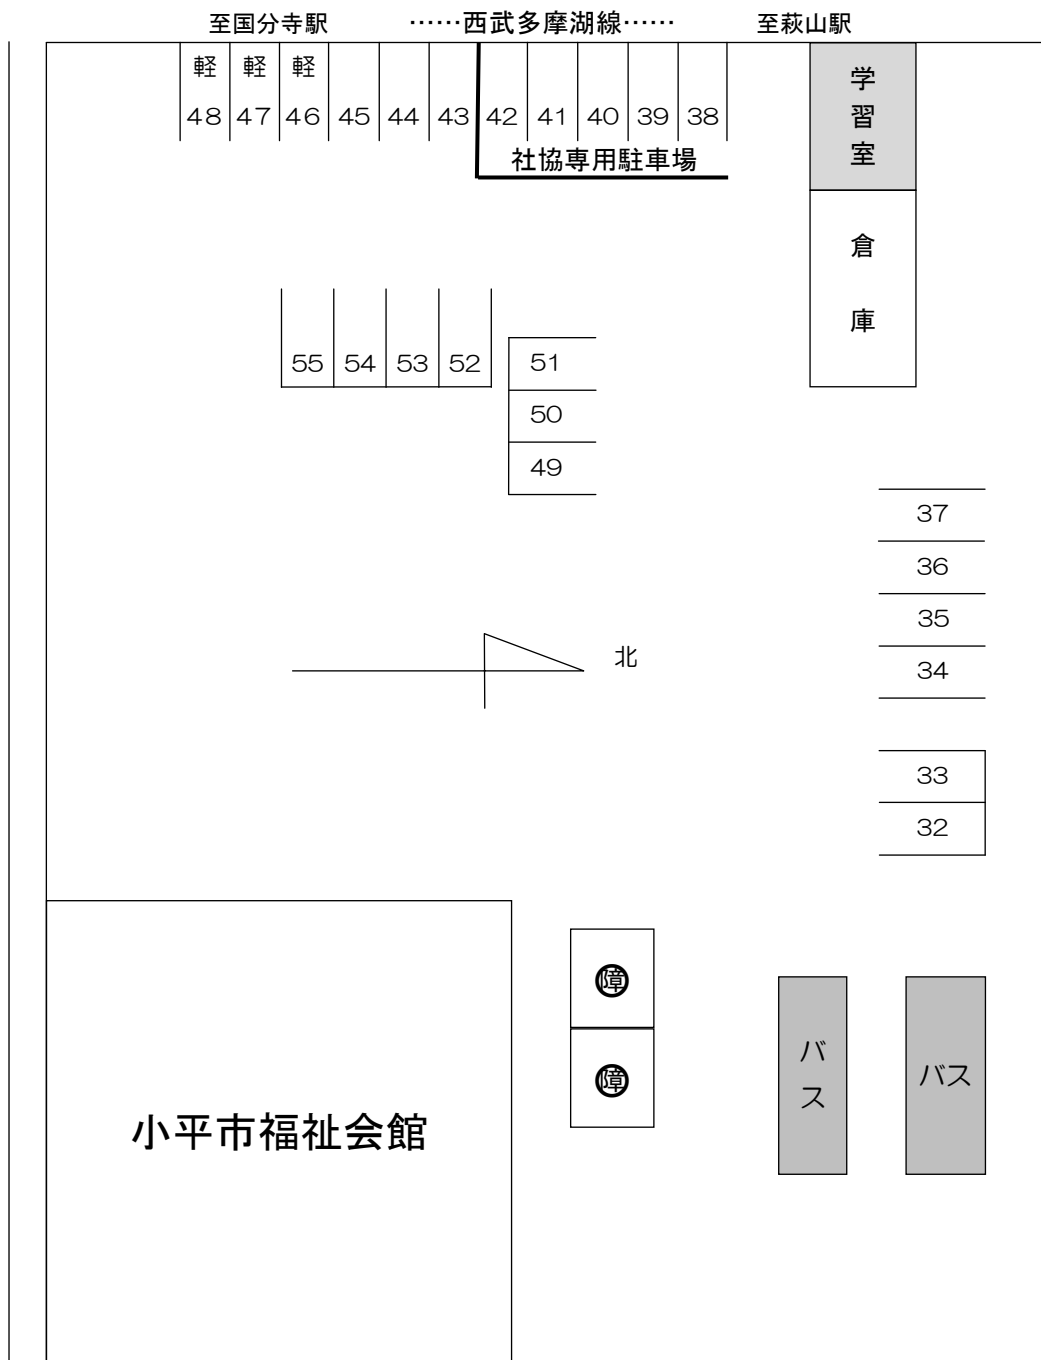 至国分寺駅 ……西武多摩湖線…… 至萩山駅
軽 軽 軽
48 47 46 45 44 43 42 41 40 39 38
社協専用駐車場
学習室
倉庫
55 54 53 52
51
50
49
37
36
35
34
北
33
32
障
障
バス
バス
小平市福祉会館